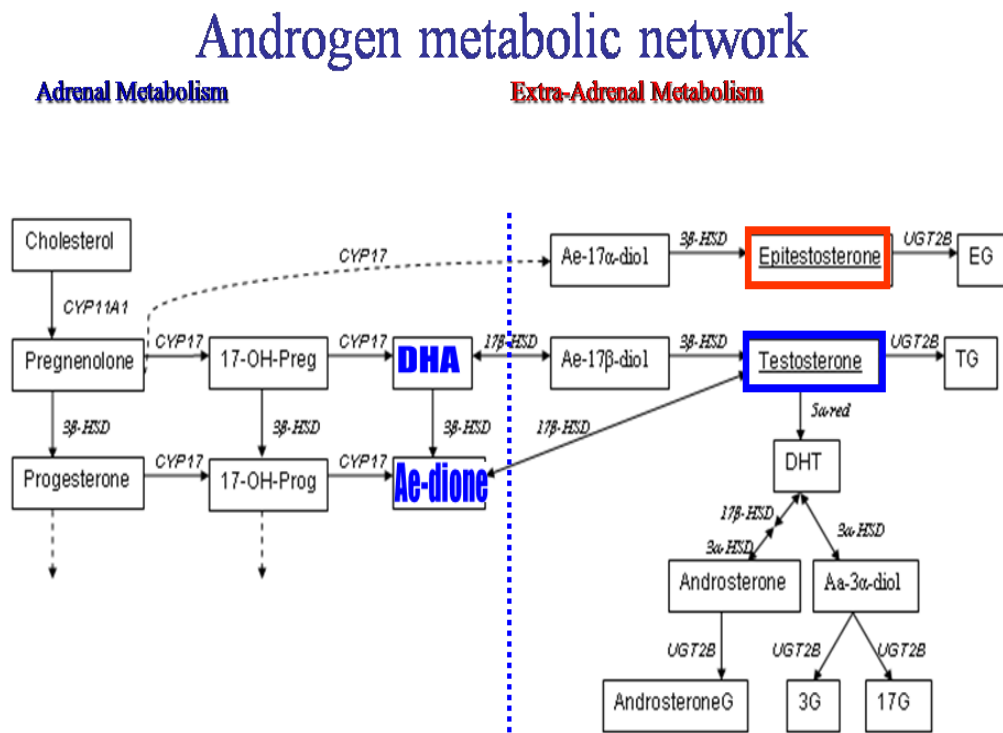 Androgen metabolic network
Adrenal Metabolism
Extra-Adrenal Metabolism
Cholesterol
CYP17
Ae-17α-diol
3β-HSD
Epitestosterone
UGT2B
EG
CYP11A1
Pregnenolone
CYP17
17-OH-Preg
CYP17
DHA
17β-HSD
Ae-17β-diol
3β-HSD
Testosterone
UGT2B
TG
3β-HSD
3β-HSD
3β-HSD
17β-HSD
5α-red
Progesterone
CYP17
17-OH-Prog
CYP17
Ae-dione
DHT
17β-HSD
3α-HSD
3α-HSD
Androsterone
Aa-3α-diol
UGT2B
UGT2B
UGT2B
AndrosteroneG
3G
17G